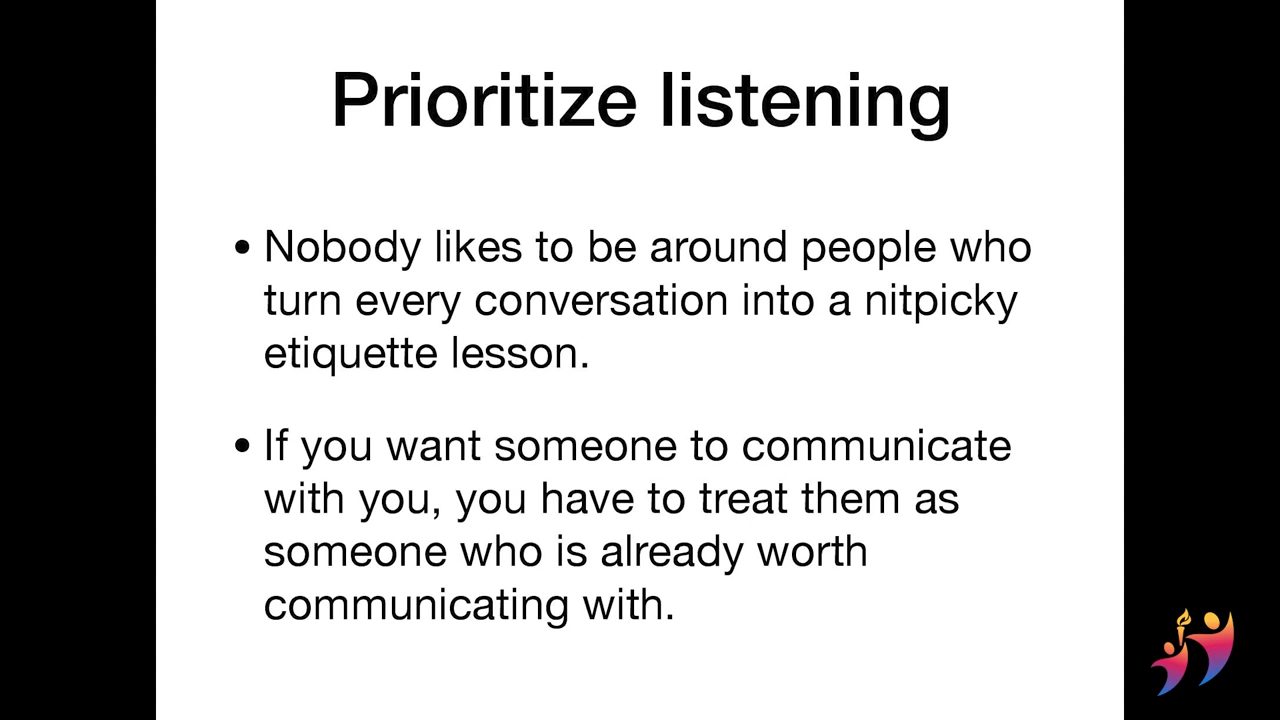 Prioritize listening
• Nobody likes to be around people who
turn every conversation into a nitpicky
etiquette lesson.
• If you want someone to communicate
with you, you have to treat them as
someone who is already worth
communicating with.